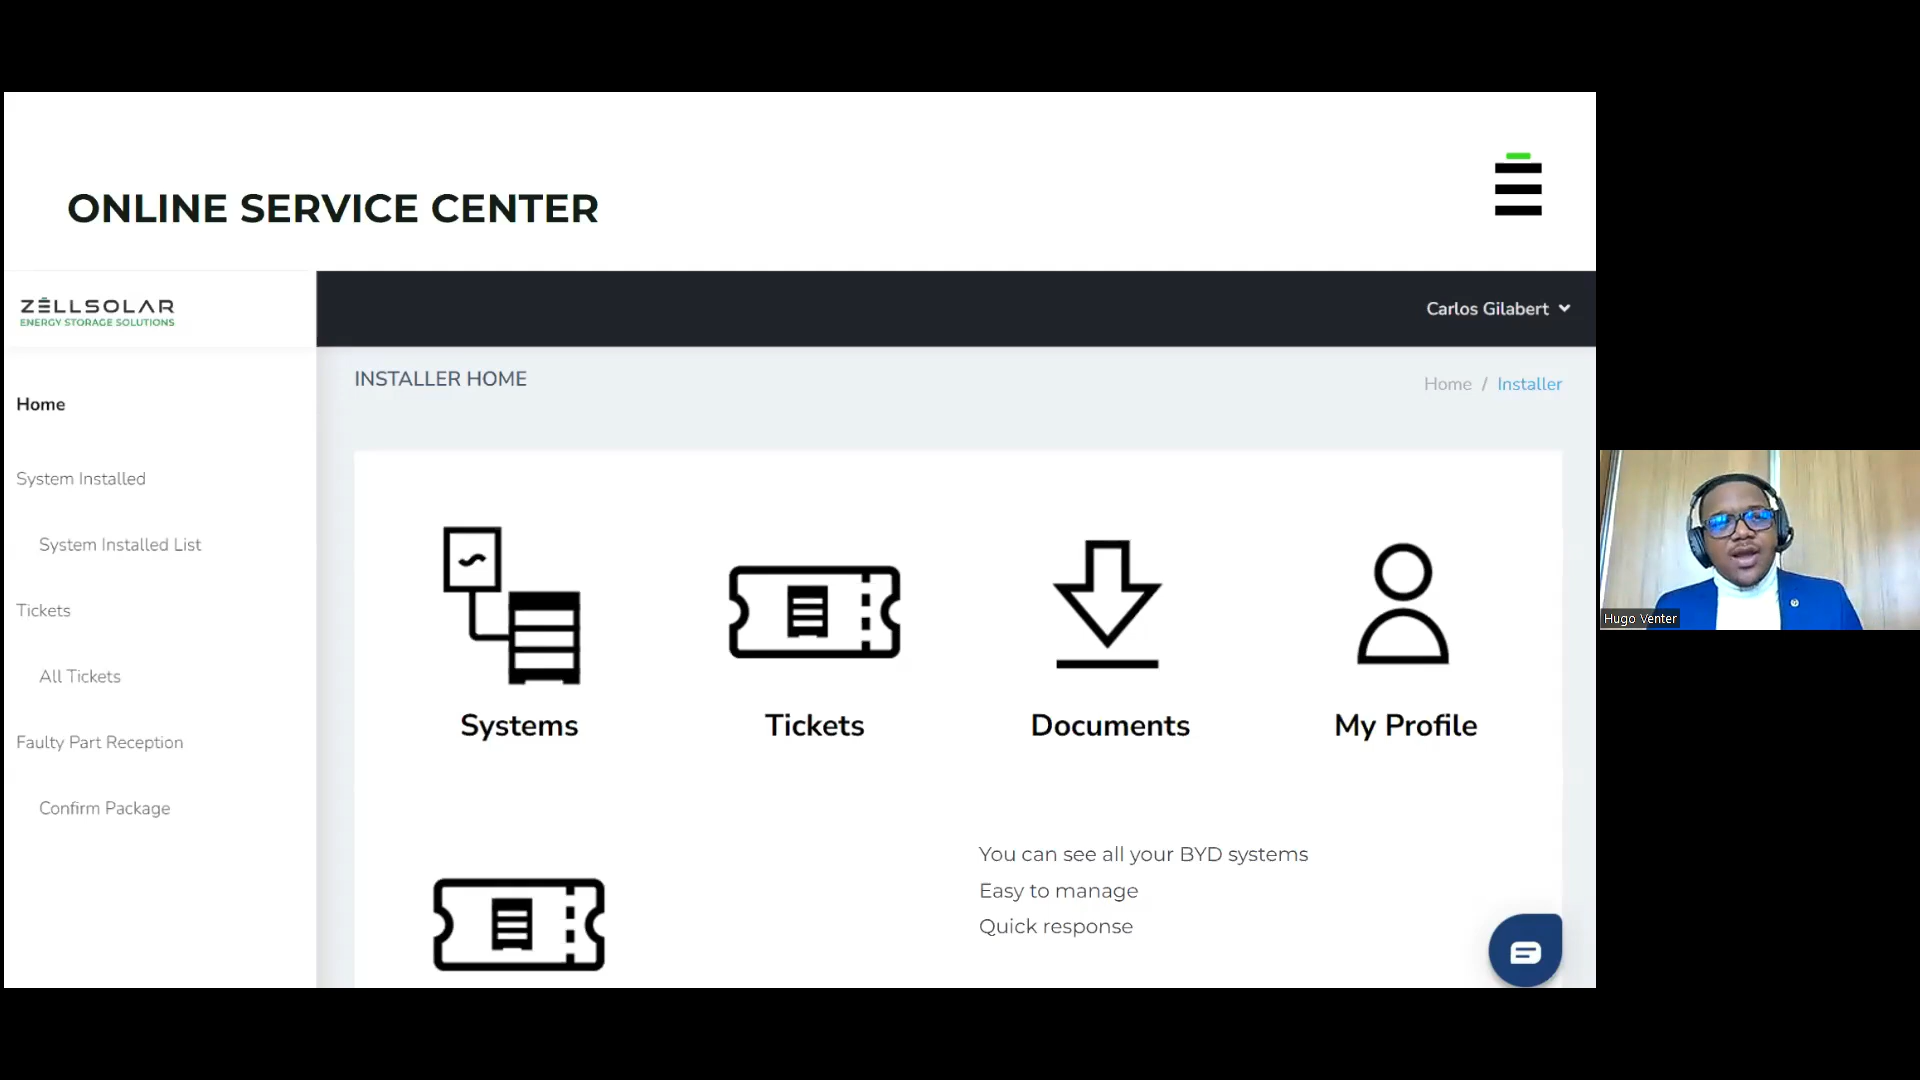 ONLINE SERVICE CENTER
ZĒLLSOLAR
ENERGY STORAGE SOLUTIONS
Carlos Gilabert
INSTALLER HOME
Home / Installer
Home
System Installed
System Installed List
Tickets
All Tickets
Faulty Part Reception
Confirm Package
Systems
Tickets
Documents
My Profile
You can see all your BYD systems
Easy to manage
Quick response
Hugo Venter